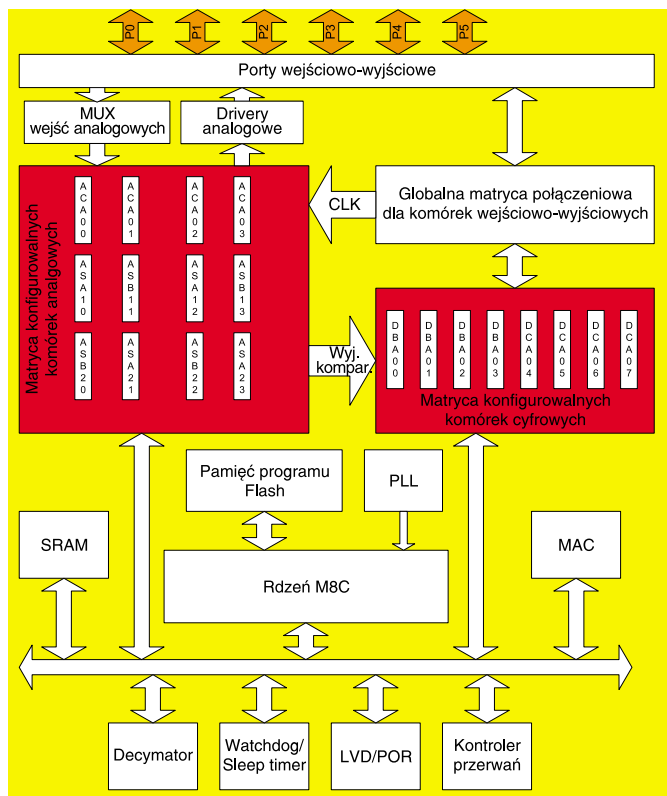 P0 P1 P2 P3 P4 P5
Porty wejściowo-wyjściowe
MUX
wejść analogowych
Drivery
analogowe
Matryca konfigurowalnych
komórek analgowych
ACA00 ACA01 ACA02 ACA03
ASA10 ASB11 ASA12 ASB13
ASB20 ASA21 ASB22 ASA23
CLK
Globalna matryca połączeniowa
dla komórek wejściowo-wyjściowych
Wyj.
kompar.
DBA00 DBA01 DBA02 DBA03 DCA04 DCA05 DCA06 DCA07
Matryca konfigurowalnych
komórek cyfrowych
Pamięć programu
Flash
PLL
SRAM
Rdzeń M8C
MAC
Decymator
Watchdog/
Sleep timer
LVD/POR
Kontroler
przerwań